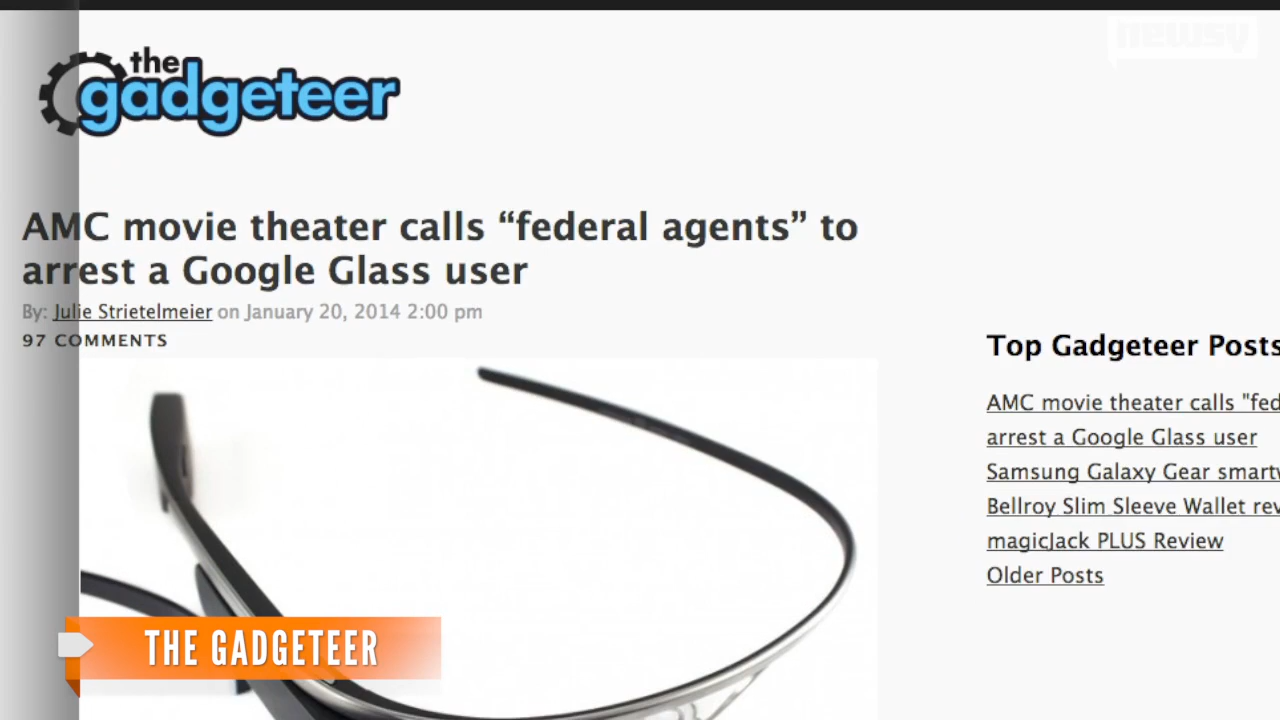 newsy
the
gadgeteer
AMC movie theater calls “federal agents” to
arrest a Google Glass user
By: Julie Strietelmeier on January 20, 2014 2:00 pm
97 COMMENTS
Top Gadgeteer Posts
AMC movie theater calls "fed
arrest a Google Glass user
Samsung Galaxy Gear smartw
Bellroy Slim Sleeve Wallet rev
magicJack PLUS Review
Older Posts
THE GADGETEER